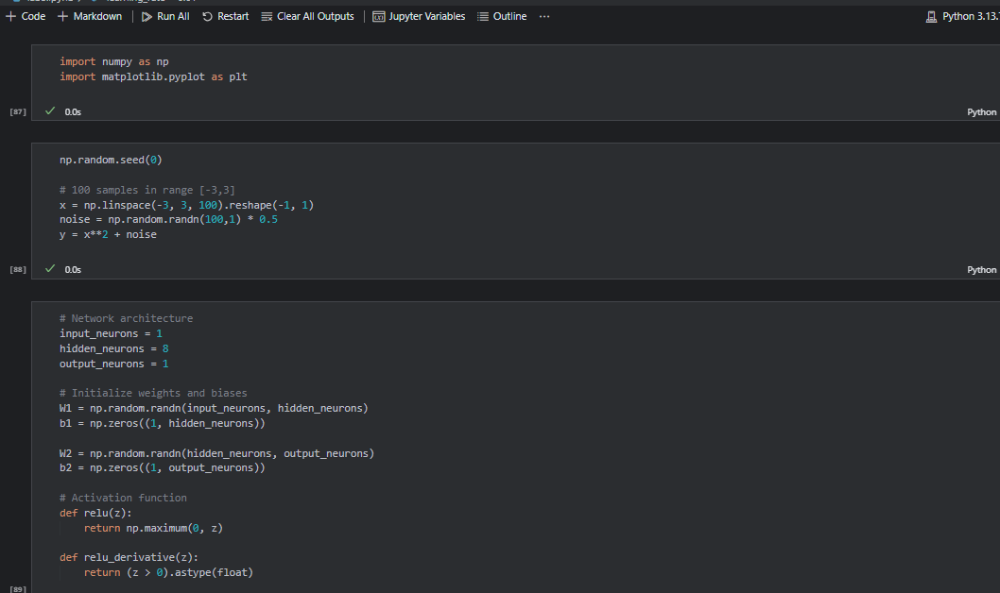 + Code + Markdown | Run All Restart Clear All Outputs | Jupyter Variables Outline ... Python 3.13.
import numpy as np
import matplotlib.pyplot as plt
[87] ✓ 0.0s Python
np.random.seed(0)
# 100 samples in range [-3,3]
x = np.linspace(-3, 3, 100).reshape(-1, 1)
noise = np.random.randn(100,1) * 0.5
y = x**2 + noise
[88] ✓ 0.0s Python
# Network architecture
input_neurons = 1
hidden_neurons = 8
output_neurons = 1
# Initialize weights and biases
W1 = np.random.randn(input_neurons, hidden_neurons)
b1 = np.zeros((1, hidden_neurons))
W2 = np.random.randn(hidden_neurons, output_neurons)
b2 = np.zeros((1, output_neurons))
# Activation function
def relu(z):
    return np.maximum(0, z)
def relu_derivative(z):
    return (z > 0).astype(float)
[89]